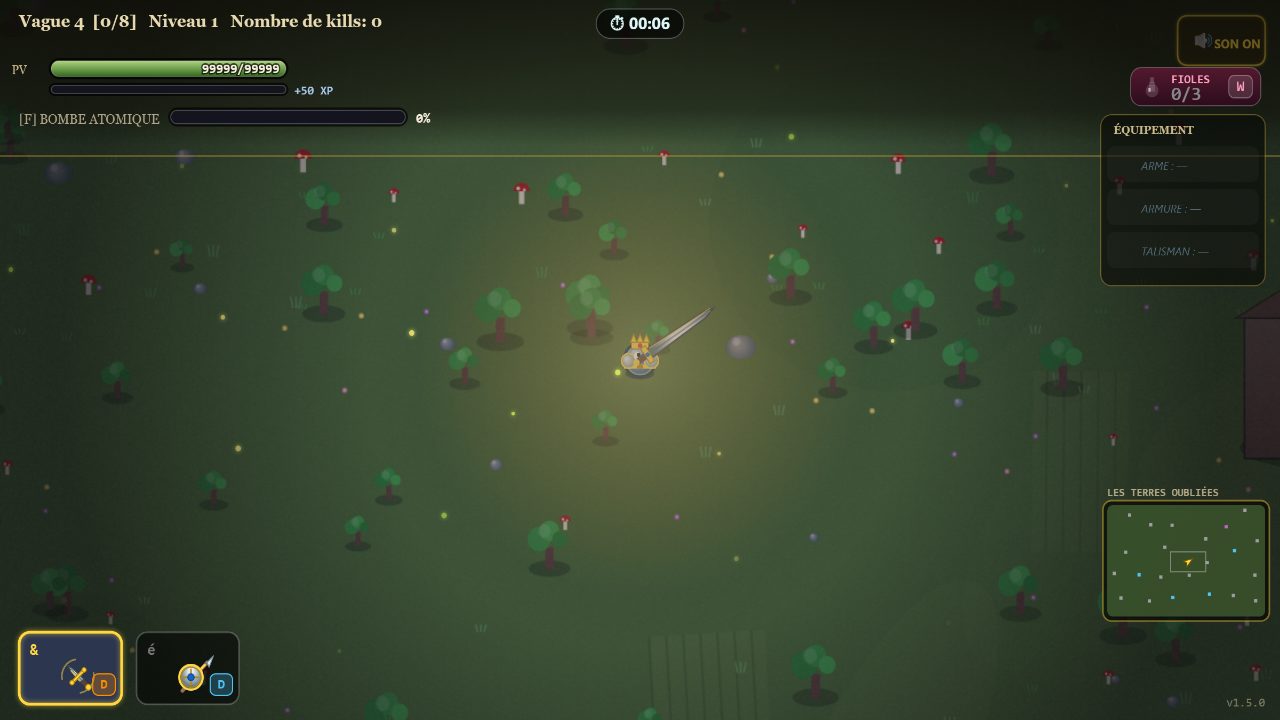 Vague 4 [0/8] Niveau 1 Nombre de kills: 0
00:06
SON ON
PV 99999/99999
+50 XP
[F] BOMBE ATOMIQUE 0%
FIOLES
0/3
W
ÉQUIPEMENT
ARME : —
ARMURE : —
TALISMAN : —
LES TERRES OUBLIÉES
& D
é D
v1.5.0